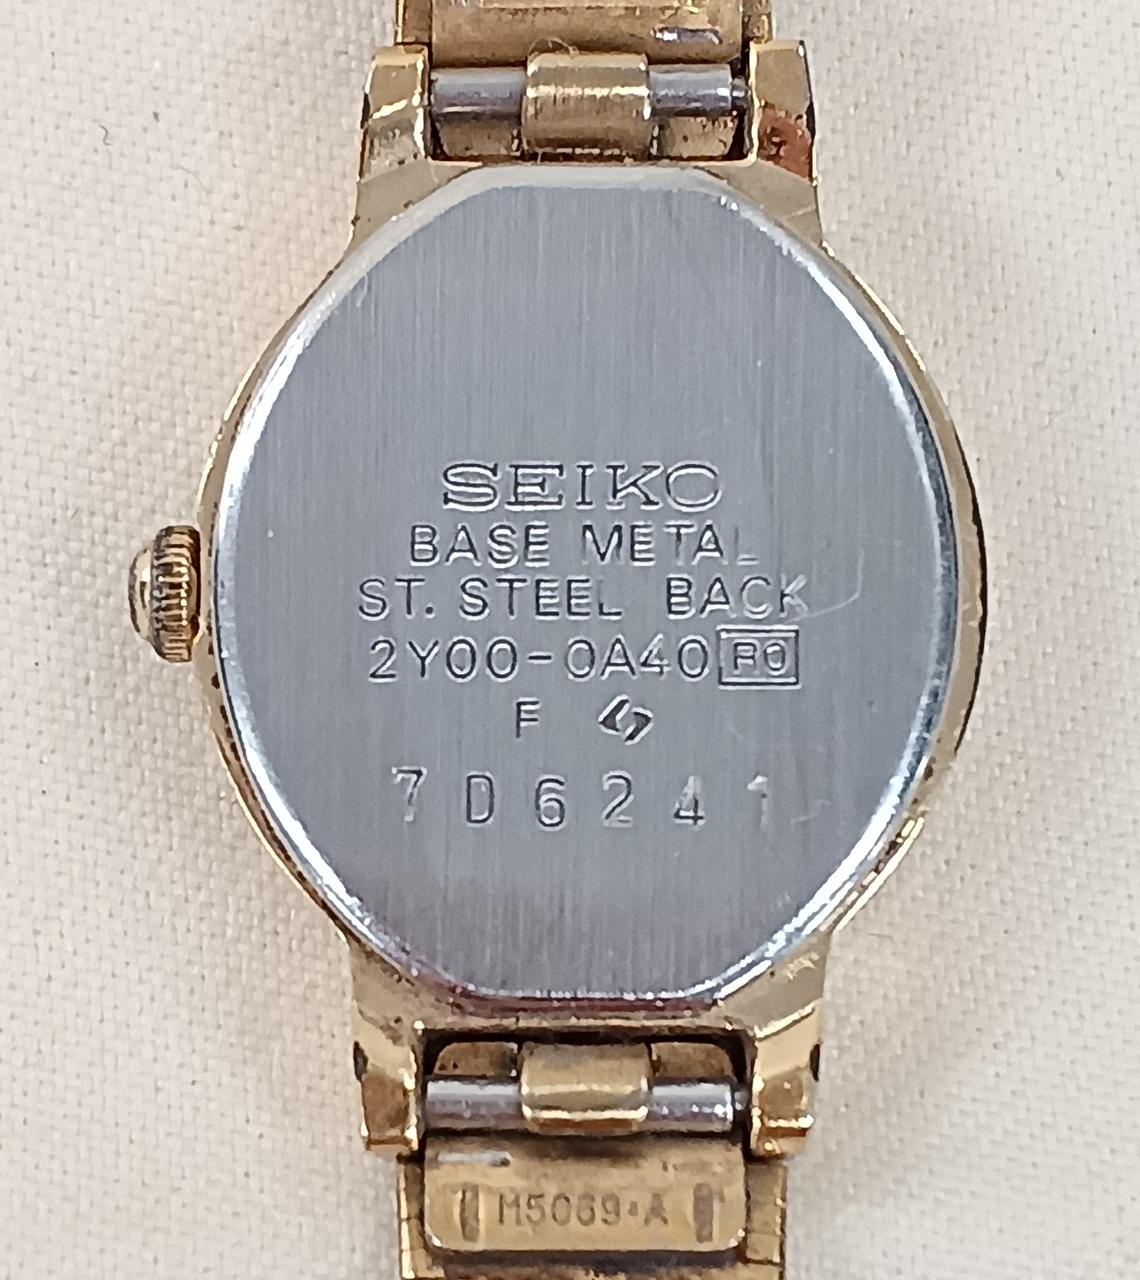 SEIKO
BASE METAL
ST. STEEL BACK
2Y00-0A40 R0
F
7D6241
M5069·A